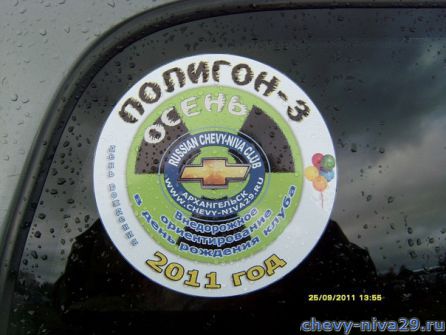 ПОЛИГОН-3
ОСЕНЬ
RUSSIAN CHEVY-NIVA CLUB
АРХАНГЕЛЬСК
WWW.CHEVY-NIVA29.RU
Внедорожное
ориентирование
в день рождения клуба
2011 год
25/09/2011 13:55
chevy-niva29.ru